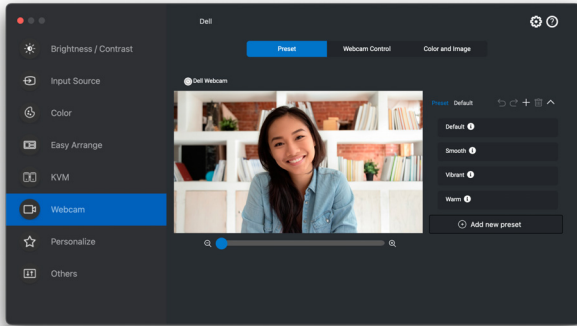 Dell
Brightness / Contrast
Input Source
Color
Easy Arrange
KVM
Webcam
Personalize
Others
Preset
Webcam Control
Color and Image
Dell Webcam
Preset Default
Default
Smooth
Vibrant
Warm
Add new preset